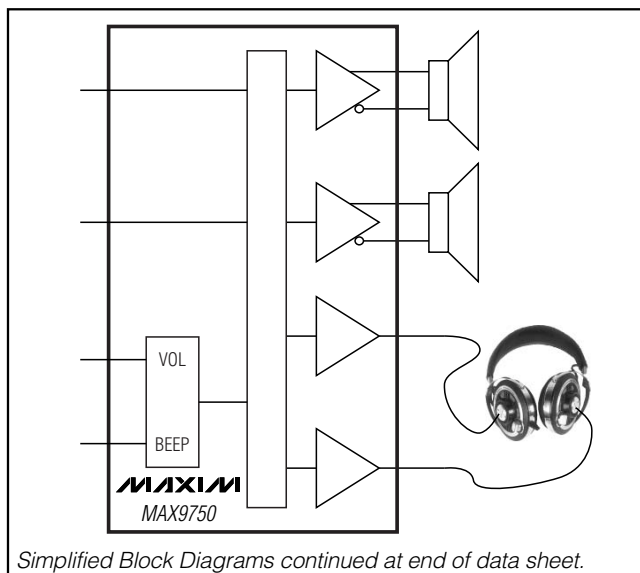 VOL
BEEP
MAXIM
MAX9750
Simplified Block Diagrams continued at end of data sheet.